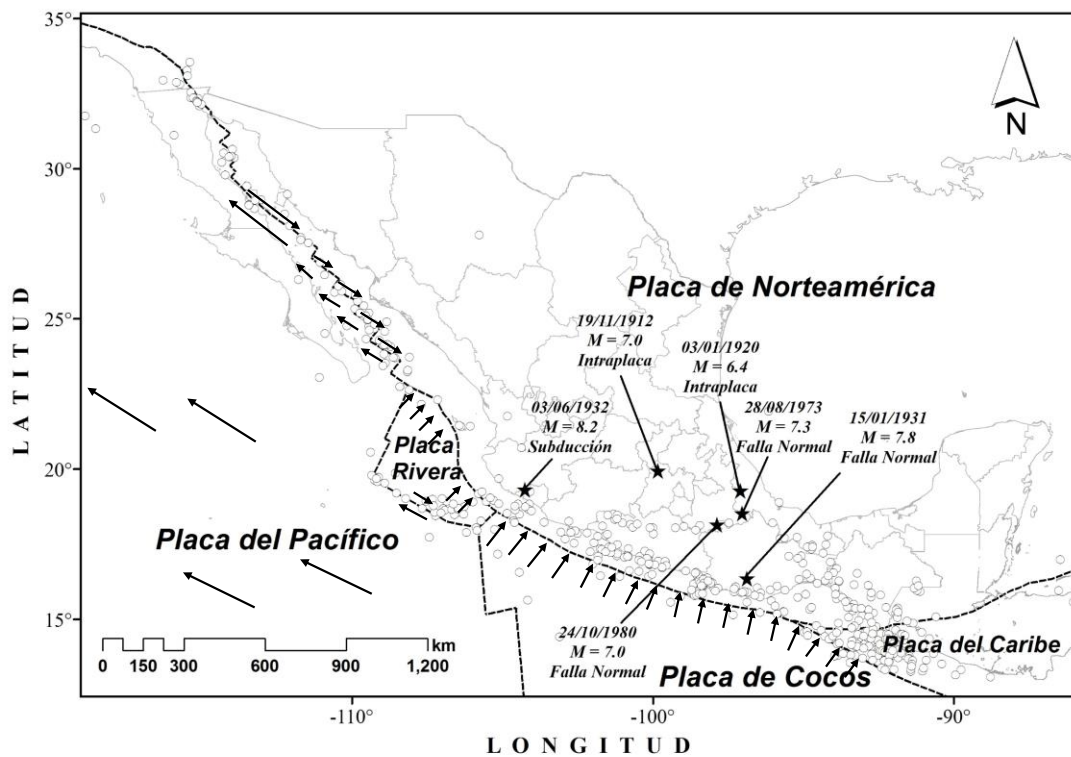 35°
30°
25°
20°
15°
LATITUD
N
Placa de Norteamérica
19/11/1912
M = 7.0
Intraplaca
03/01/1920
M = 6.4
Intraplaca
28/08/1973
M = 7.3
Falla Normal
15/01/1931
M = 7.8
Falla Normal
03/06/1932
M = 8.2
Subducción
Placa
Rivera
Placa del Pacífico
24/10/1980
M = 7.0
Falla Normal
Placa del Caribe
Placa de Cocos
km
0 150 300 600 900 1,200
-110° -100° -90°
LONGITUD